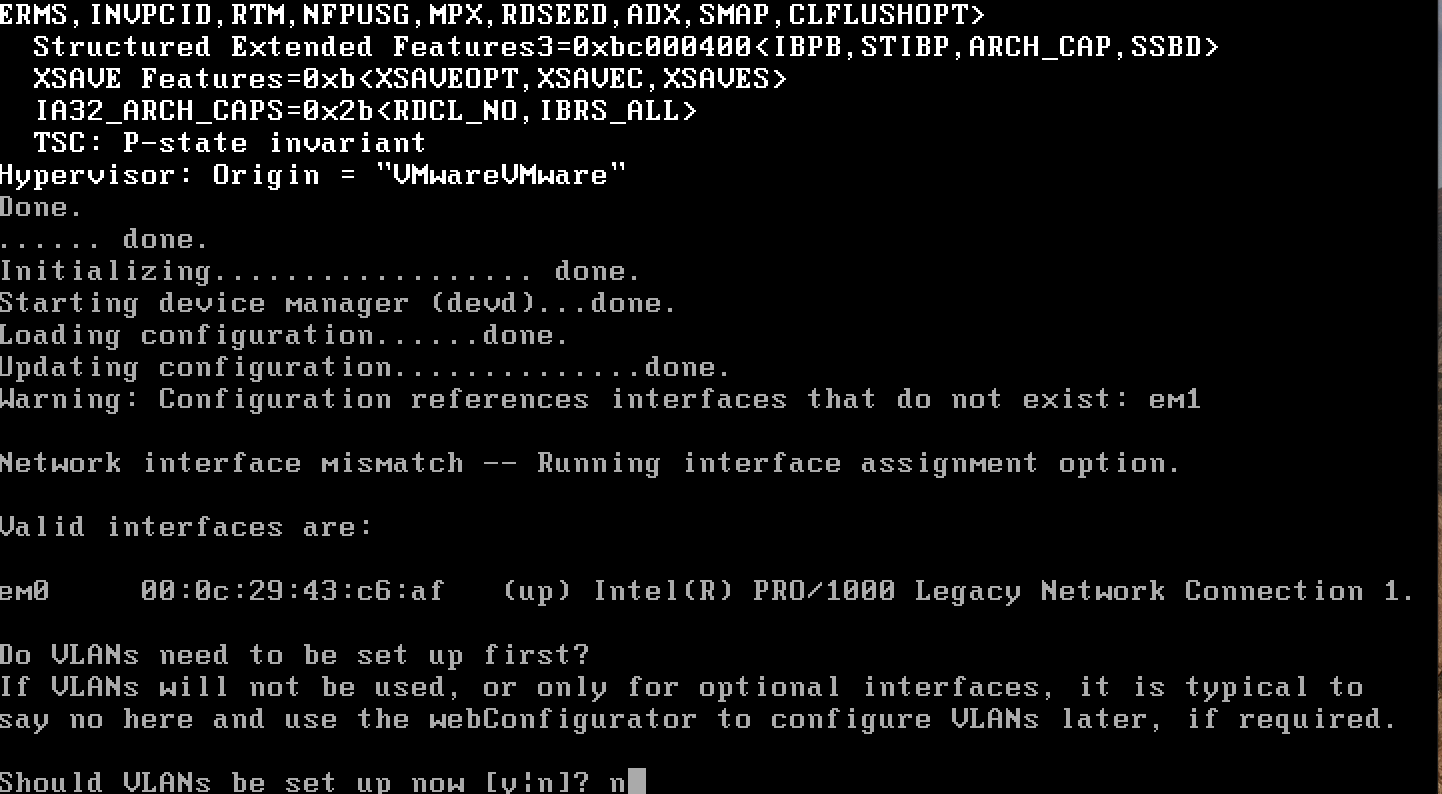 ERMS,INVPCID,RTM,NFPUSG,MPX,RDSEED,ADX,SMAP,CLFLUSHOPT>
Structured Extended Features3=0xbc000400<IBPB,STIBP,ARCH_CAP,SSBD>
XSAVE Features=0xb<XSAVEOPT,XSAVEC,XSAVES>
IA32_ARCH_CAPS=0x2b<RDCL_NO,IBRS_ALL>
TSC: P-state invariant
Hypervisor: Origin = "VMwareVMware"
Done.
...... done.
Initializing.................. done.
Starting device manager (devd)...done.
Loading configuration......done.
Updating configuration..............done.
Warning: Configuration references interfaces that do not exist: em1
Network interface mismatch -- Running interface assignment option.
Valid interfaces are:
em0     00:0c:29:43:c6:af   (up) Intel(R) PRO/1000 Legacy Network Connection 1.
Do VLANs need to be set up first?
If VLANs will not be used, or only for optional interfaces, it is typical to
say no here and use the webConfigurator to configure VLANs later, if required.
Should VLANs be set up now [y|n]? n